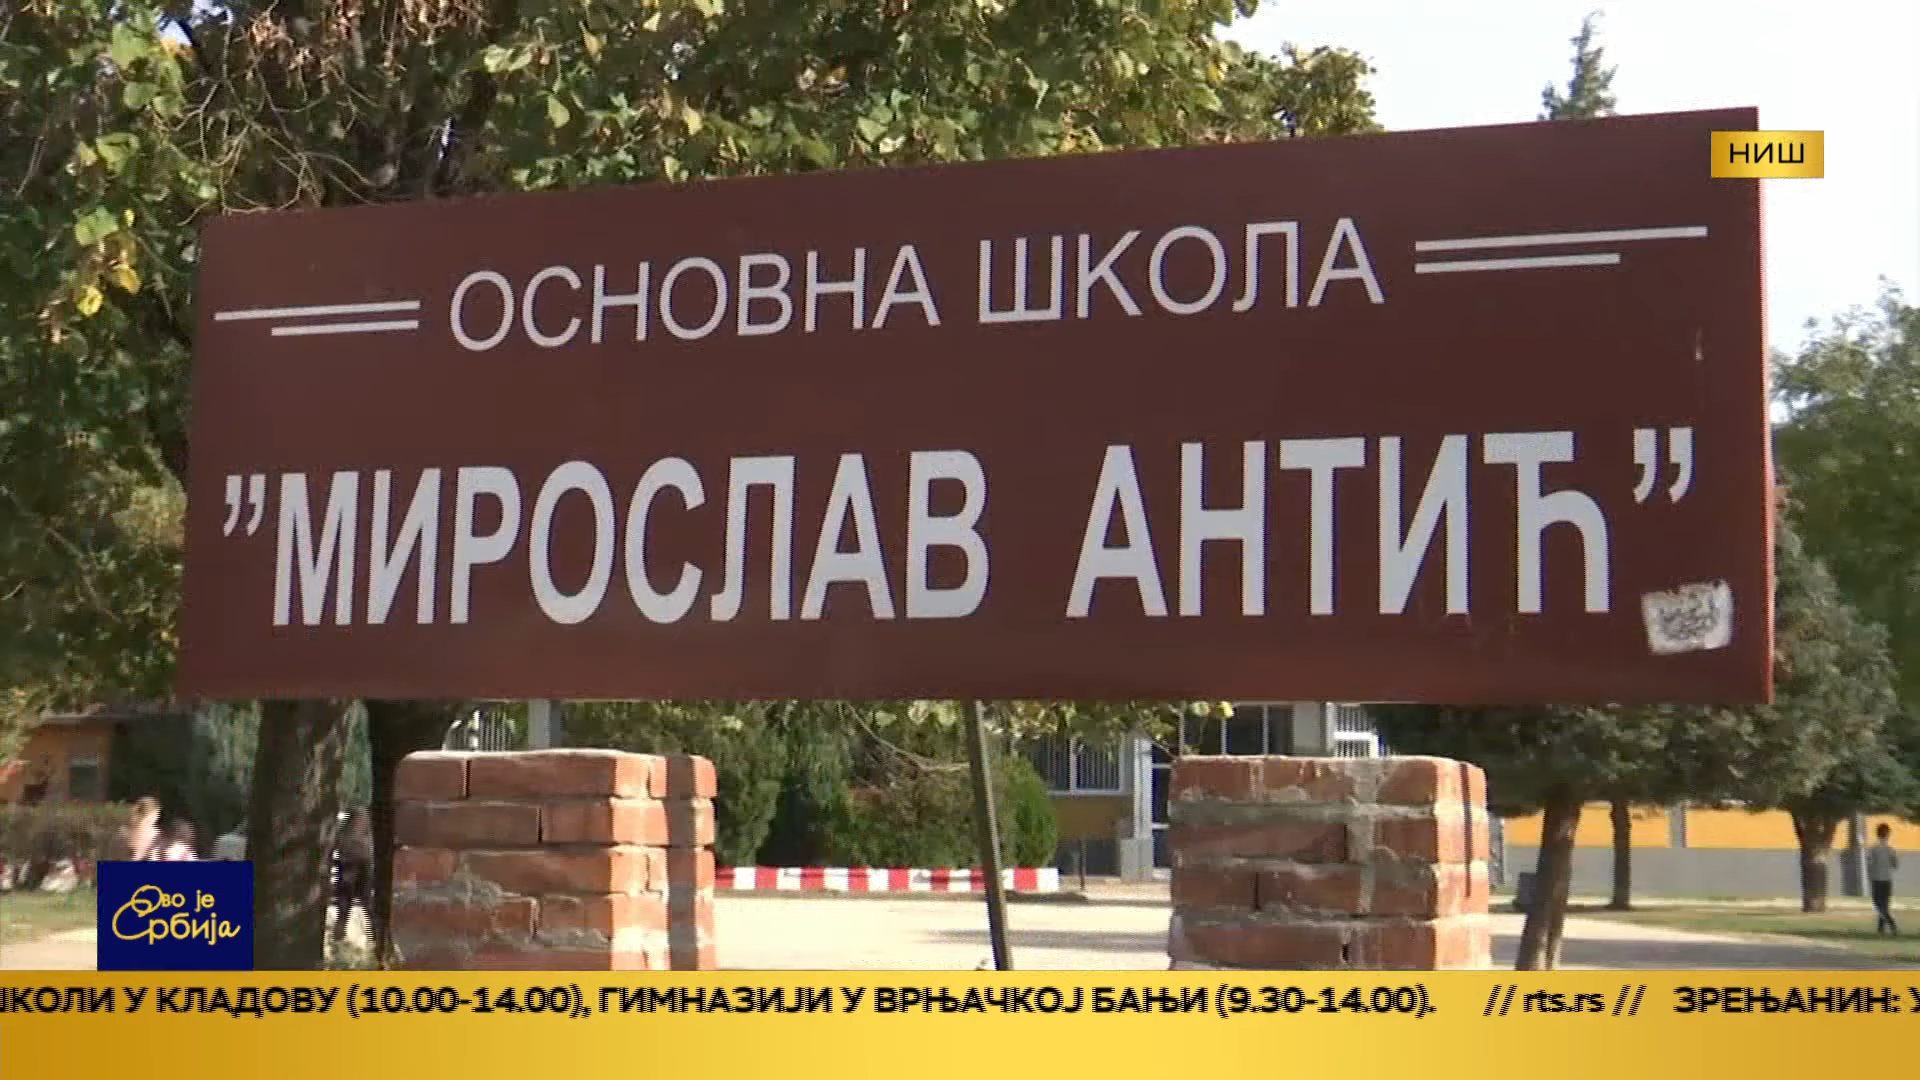 НИШ
ОСНОВНА ШКОЛА
”МИРОСЛАВ АНТИЋ”
Ово је
Србија
ШКОЛИ У КЛАДОВУ (10.00-14.00), ГИМНАЗИЈИ У ВРЊАЧКОЈ БАЊИ (9.30-14.00). // rts.rs // ЗРЕЊАНИН: У